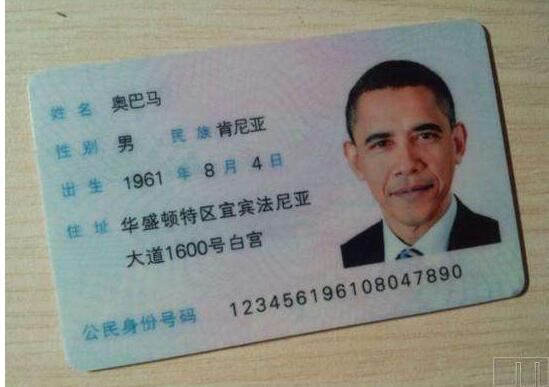 姓名 奥巴马
性别 男 民族 肯尼亚
出生 1961 年 8 月 4 日
住址 华盛顿特区宜宾法尼亚
大道1600号白宫
公民身份号码 123456196108047890